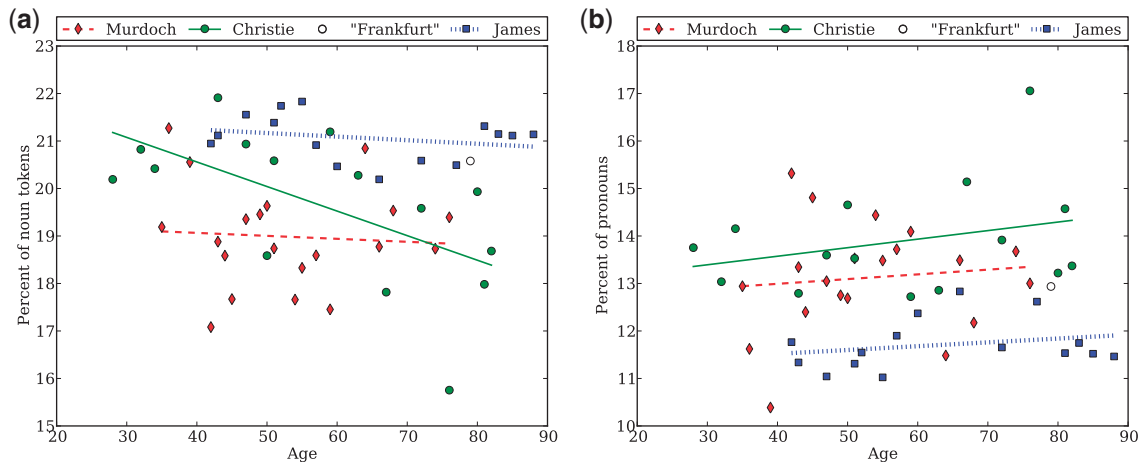 (a)
Murdoch Christie "Frankfurt" James
23
22
21
20
19
18
17
16
15
Percent of noun tokens
20 30 40 50 60 70 80 90
Age
(b)
Murdoch Christie "Frankfurt" James
18
17
16
15
14
13
12
11
10
Percent of pronouns
20 30 40 50 60 70 80 90
Age